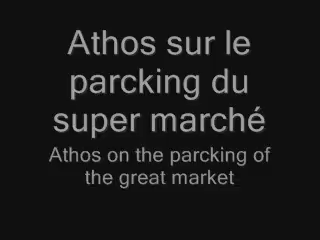 Athos sur le
parcking du
super marché
Athos on the parcking of
the great market